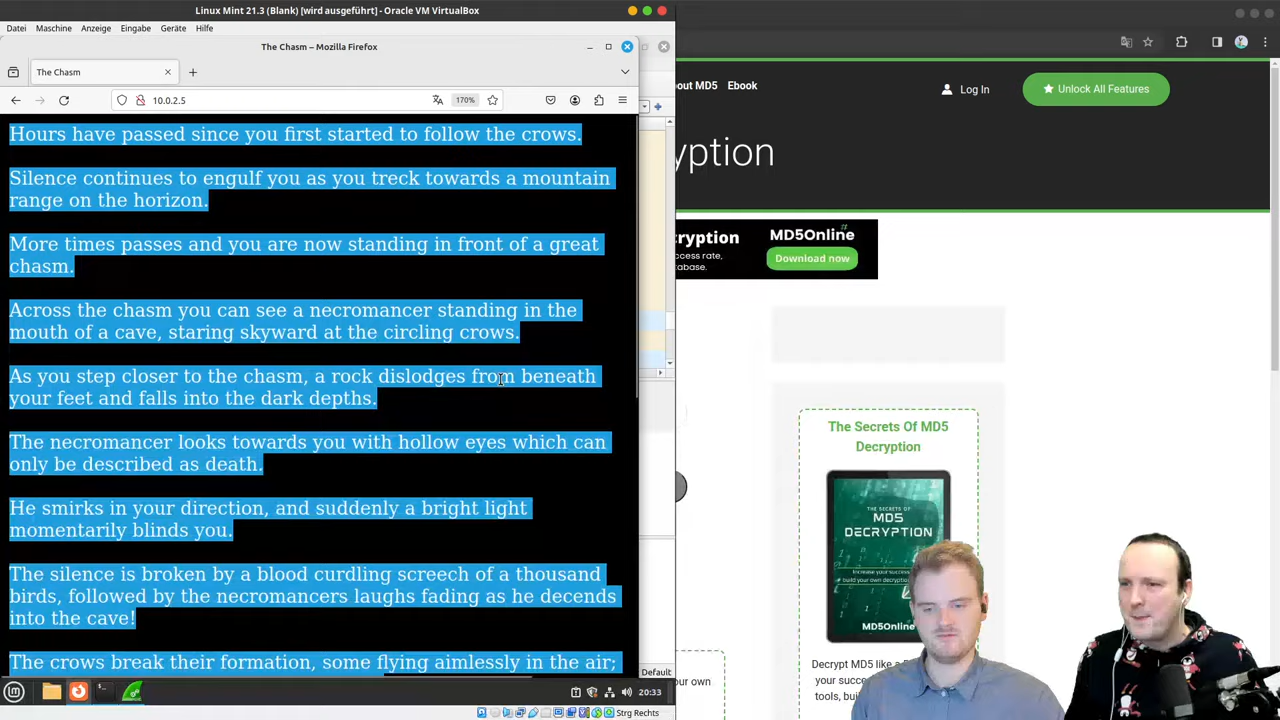 Linux Mint 21.3 (Blank) [wird ausgeführt] - Oracle VM VirtualBox
Datei Maschine Anzeige Eingabe Geräte Hilfe
The Chasm – Mozilla Firefox
The Chasm
10.0.2.5
170%
Hours have passed since you first started to follow the crows.
Silence continues to engulf you as you treck towards a mountain
range on the horizon.
More times passes and you are now standing in front of a great
chasm.
Across the chasm you can see a necromancer standing in the
mouth of a cave, staring skyward at the circling crows.
As you step closer to the chasm, a rock dislodges from beneath
your feet and falls into the dark depths.
The necromancer looks towards you with hollow eyes which can
only be described as death.
He smirks in your direction, and suddenly a bright light
momentarily blinds you.
The silence is broken by a blood curdling screech of a thousand
birds, followed by the necromancers laughs fading as he decends
into the cave!
The crows break their formation, some flying aimlessly in the air;
Default
20:33
Strg Rechts
out MD5 Ebook
Log In
Unlock All Features
yption
cryption
ccess rate,
tabase.
MD5Online
Download now
The Secrets Of MD5
Decryption
THE SECRETS OF
MD5
DECRYPTION
MD5Online
Decrypt MD5 like a
your succe
tools, bui
ur own